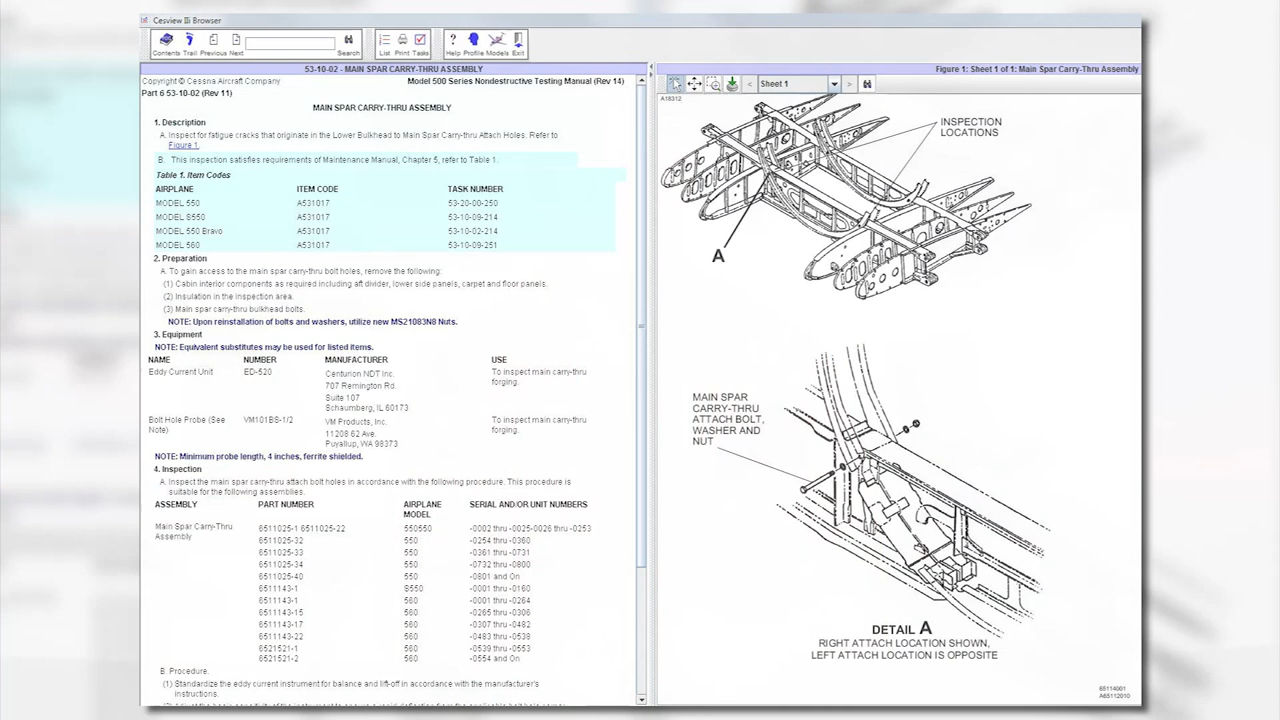 Cesview IIi Browser
Contents Trail Previous Next Search List Print Tasks Help Profile Models Exit
53-10-02 - MAIN SPAR CARRY-THRU ASSEMBLY
Copyright © Cessna Aircraft Company Model 500 Series Nondestructive Testing Manual (Rev 14)
Part 6 53-10-02 (Rev 11)
MAIN SPAR CARRY-THRU ASSEMBLY
1. Description
A. Inspect for fatigue cracks that originate in the Lower Bulkhead to Main Spar Carry-thru Attach Holes. Refer to
Figure 1.
B. This inspection satisfies requirements of Maintenance Manual, Chapter 5, refer to Table 1.
Table 1. Item Codes
AIRPLANE ITEM CODE TASK NUMBER
MODEL 550 A531017 53-20-00-250
MODEL S550 A531017 53-10-09-214
MODEL 550 Bravo A531017 53-10-02-214
MODEL 560 A531017 53-10-09-251
2. Preparation
A. To gain access to the main spar carry-thru bolt holes, remove the following:
(1) Cabin interior components as required including aft divider, lower side panels, carpet and floor panels.
(2) Insulation in the inspection area.
(3) Main spar carry-thru bulkhead bolts.
NOTE: Upon reinstallation of bolts and washers, utilize new MS21083N8 Nuts.
3. Equipment
NOTE: Equivalent substitutes may be used for listed items.
NAME NUMBER MANUFACTURER USE
Eddy Current Unit ED-520 Centurion NDT Inc. To inspect main carry-thru
forging.
707 Remington Rd.
Suite 107
Schaumberg, IL 60173
Bolt Hole Probe (See VM101BS-1/2 VM Products, Inc. To inspect main carry-thru
Note) forging.
11208 62 Ave.
Puyallup, WA 98373
NOTE: Minimum probe length, 4 inches, ferrite shielded.
4. Inspection
A. Inspect the main spar carry-thru attach bolt holes in accordance with the following procedure. This procedure is
suitable for the following assemblies.
ASSEMBLY PART NUMBER AIRPLANE SERIAL AND/OR UNIT NUMBERS
MODEL
Main Spar Carry-Thru 6511025-1 6511025-22 550550 -0002 thru -0025-0026 thru -0253
Assembly
6511025-32 550 -0254 thru -0360
6511025-33 550 -0361 thru -0731
6511025-34 550 -0732 thru -0800
6511025-40 550 -0801 and On
6511143-1 S550 -0001 thru -0160
6511143-1 560 -0001 thru -0264
6511143-15 560 -0265 thru -0306
6511143-17 560 -0307 thru -0482
6511143-22 560 -0483 thru -0538
6521521-1 560 -0539 thru -0553
6521521-2 560 -0554 and On
B. Procedure.
(1) Standardize the eddy current instrument for balance and lift-off in accordance with the manufacturer's
instructions.
Figure 1: Sheet 1 of 1: Main Spar Carry-Thru Assembly
< Sheet 1 >
A18312
INSPECTION
LOCATIONS
A
MAIN SPAR
CARRY-THRU
ATTACH BOLT,
WASHER AND
NUT
DETAIL A
RIGHT ATTACH LOCATION SHOWN,
LEFT ATTACH LOCATION IS OPPOSITE
65114001
A65112010